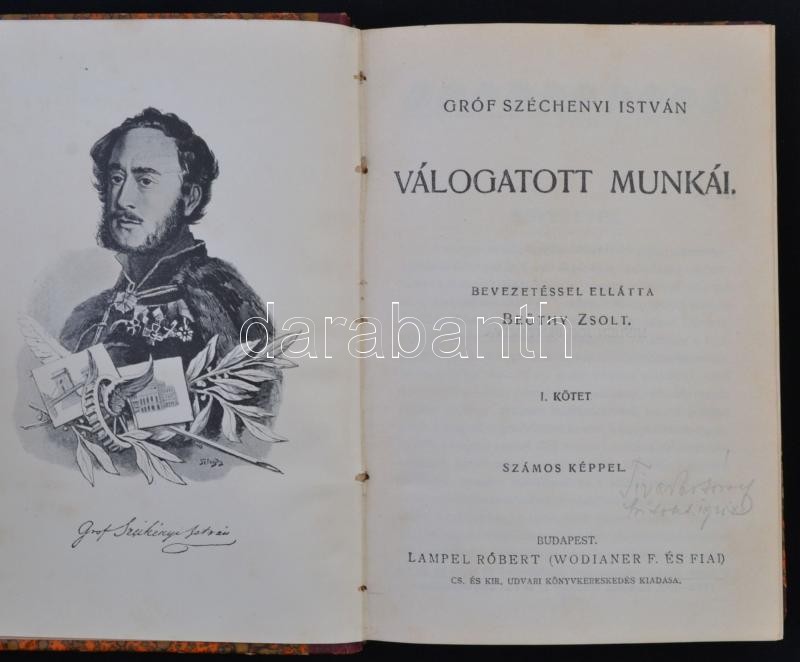 Gróf Széchényi István
GRÓF SZÉCHENYI ISTVÁN
VÁLOGATOTT MUNKÁI.
BEVEZETÉSSEL ELLÁTTA
BEÖTHY ZSOLT.
I. KÖTET
SZÁMOS KÉPPEL
BUDAPEST.
LAMPEL RÓBERT (WODIANER F. ÉS FIAI)
CS. ÉS KIR. UDVARI KÖNYVKERESKEDÉS KIADÁSA.
darabanth